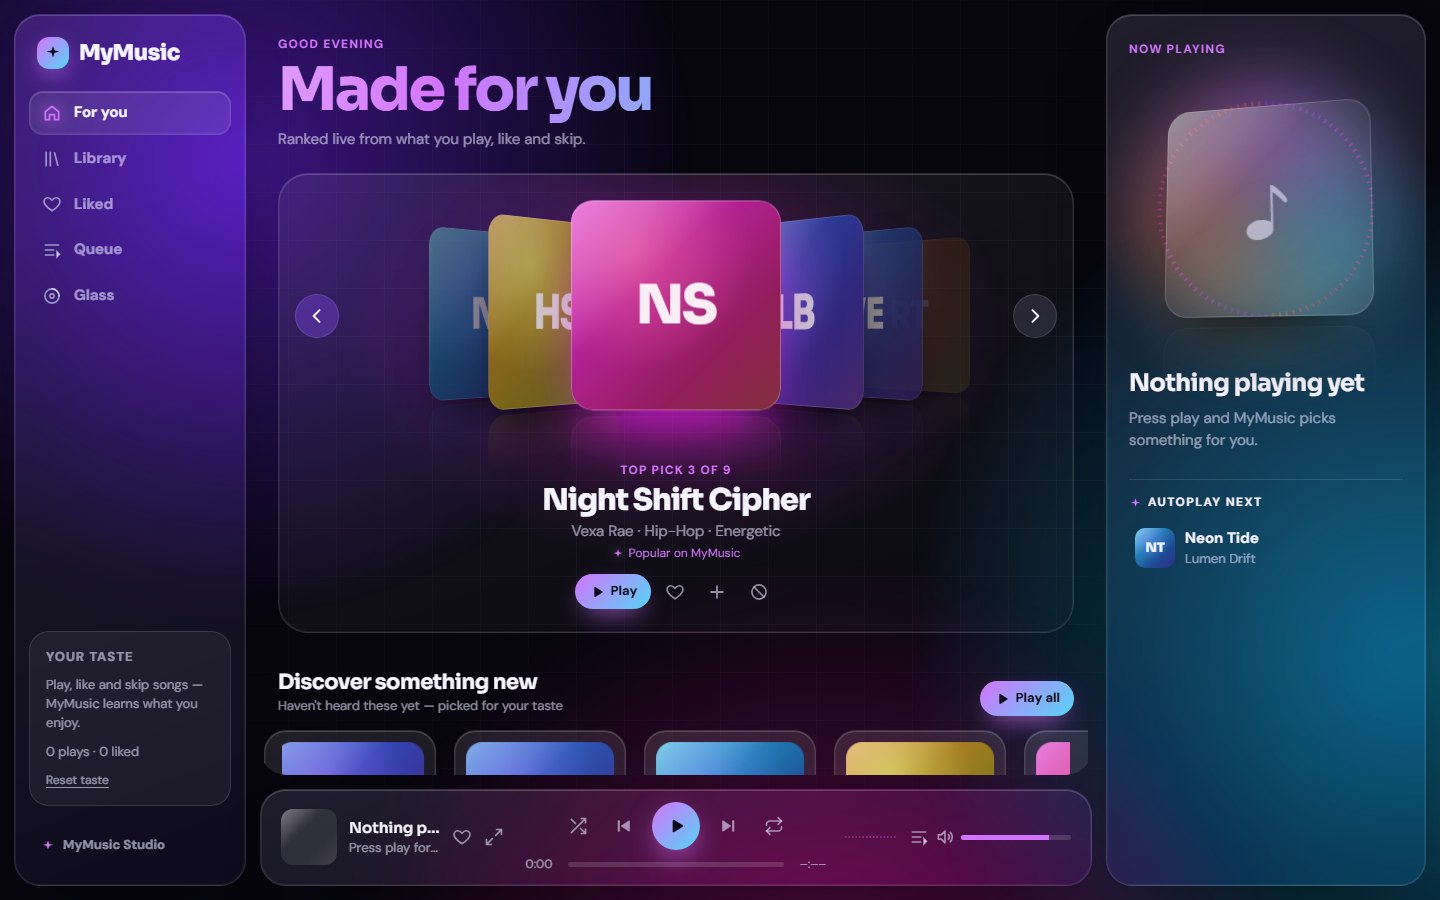 MyMusic
For you
Library
Liked
Queue
Glass
YOUR TASTE
Play, like and skip songs —
MyMusic learns what you
enjoy.
0 plays · 0 liked
Reset taste
MyMusic Studio
GOOD EVENING
Made for you
Ranked live from what you play, like and skip.
HS
NS
LB
VE
RT
TOP PICK 3 OF 9
Night Shift Cipher
Vexa Rae · Hip-Hop · Energetic
Popular on MyMusic
Play
Discover something new
Haven't heard these yet — picked for your taste
Play all
Nothing p...
Press play for...
0:00
--:--
NOW PLAYING
Nothing playing yet
Press play and MyMusic picks
something for you.
AUTOPLAY NEXT
NT
Neon Tide
Lumen Drift